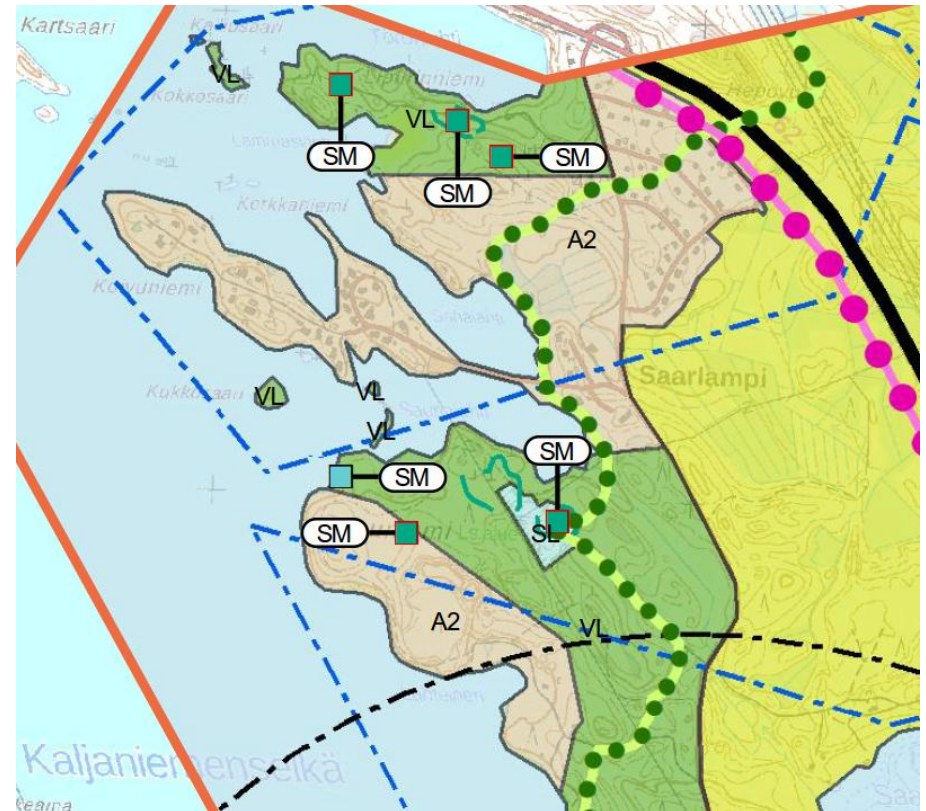 Kartsaari
VL
Kokkosaari
VL
SM
SM
SM
Korkkaniemi
A2
Koivuniemi
Saarlampi
Kukkosaari
VL
VL
VL
SM
SM
SM
SL
A2
VL
Kaljaniemenselkä